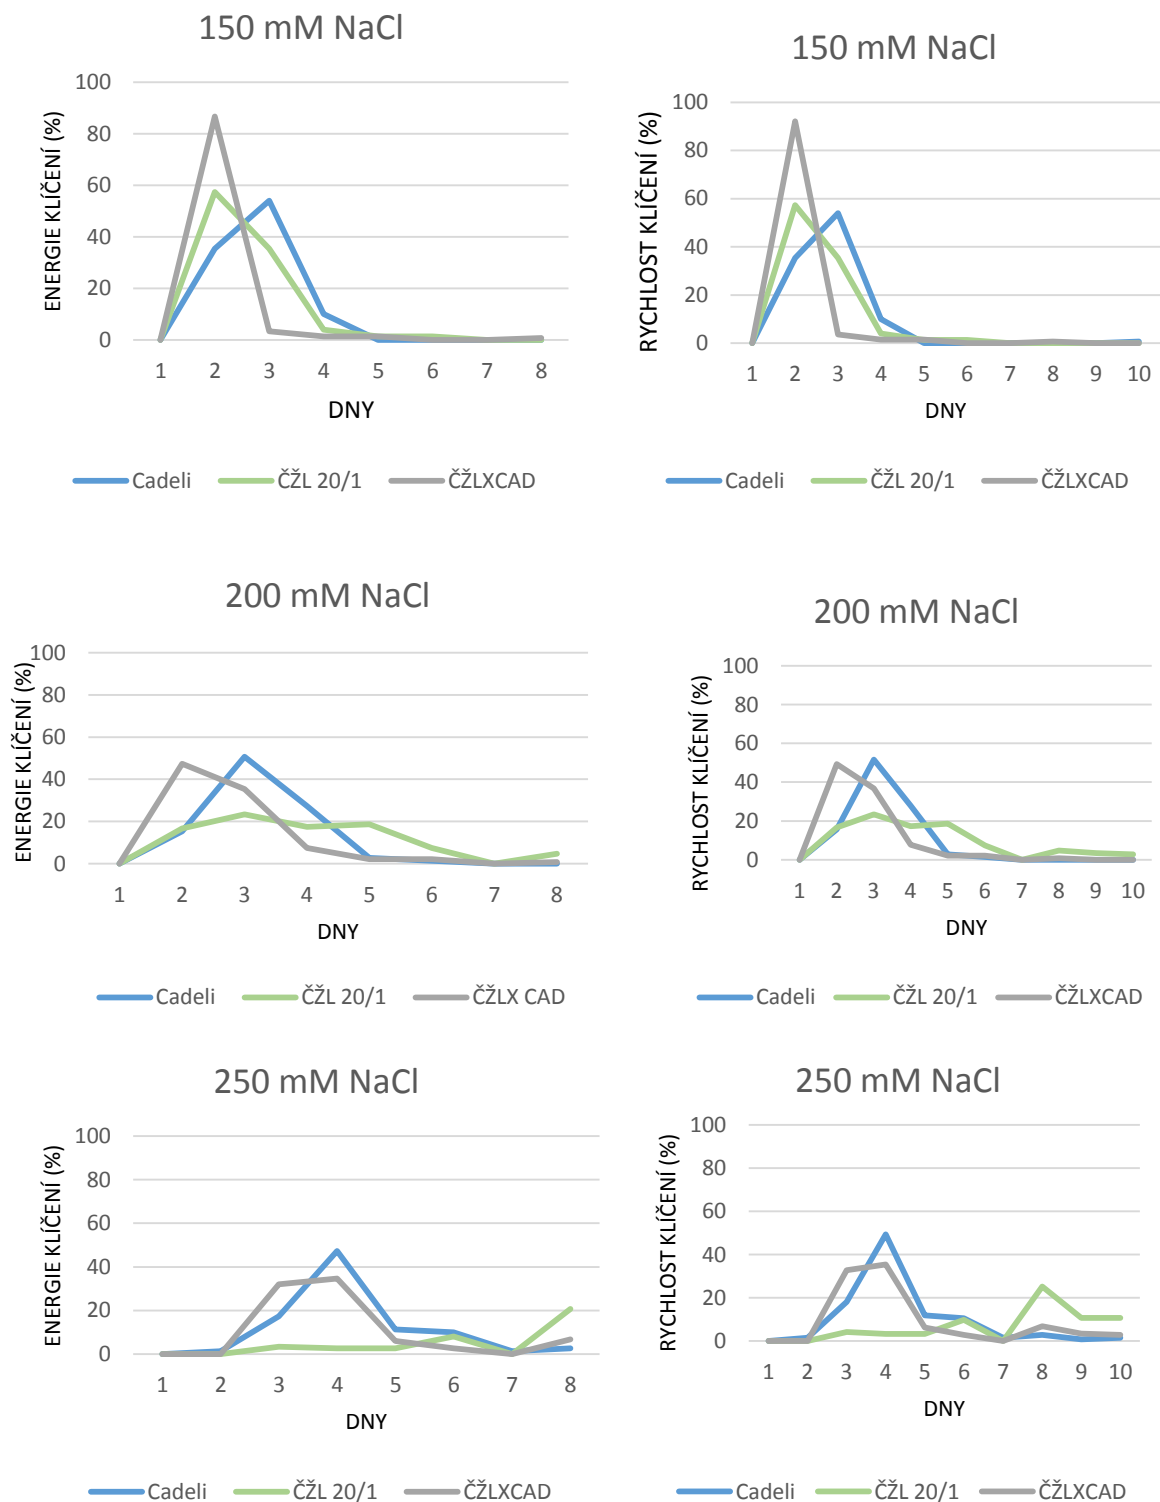 150 mM NaCl
ENERGIE KLÍČENÍ (%)
100
80
60
40
20
0
1 2 3 4 5 6 7 8
DNY
Cadeli ČŽL 20/1 ČŽLXCAD
150 mM NaCl
RYCHLOST KLÍČENÍ (%)
100
80
60
40
20
0
1 2 3 4 5 6 7 8 9 10
DNY
Cadeli ČŽL 20/1 ČŽLXCAD
200 mM NaCl
ENERGIE KLÍČENÍ (%)
100
80
60
40
20
0
1 2 3 4 5 6 7 8
DNY
Cadeli ČŽL 20/1 ČŽLX CAD
200 mM NaCl
RYCHLOST KLÍČENÍ (%)
100
80
60
40
20
0
1 2 3 4 5 6 7 8 9 10
DNY
Cadeli ČŽL 20/1 ČŽLXCAD
250 mM NaCl
ENERGIE KLÍČENÍ (%)
100
80
60
40
20
0
1 2 3 4 5 6 7 8
DNY
Cadeli ČŽL 20/1 ČŽLXCAD
250 mM NaCl
RYCHLOST KLÍČENÍ (%)
100
80
60
40
20
0
1 2 3 4 5 6 7 8 9 10
DNY
Cadeli ČŽL 20/1 ČŽLXCAD